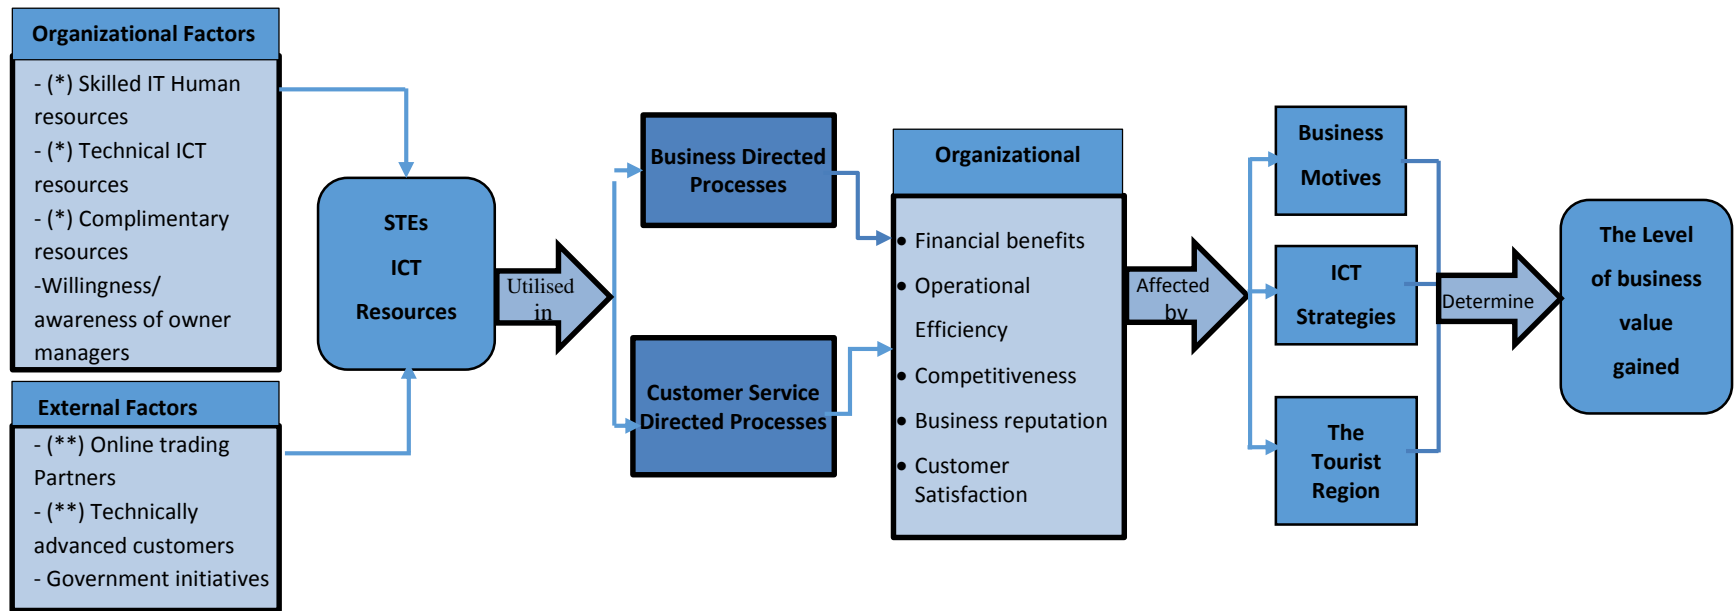 Organizational Factors
- (*) Skilled IT Human
resources
- (*) Technical ICT
resources
- (*) Complimentary
resources
-Willingness/
awareness of owner
managers
External Factors
- (**) Online trading
Partners
- (**) Technically
advanced customers
- Government initiatives
STEs
ICT
Resources
Utilised
in
Business Directed
Processes
Customer Service
Directed Processes
Organizational
• Financial benefits
• Operational
Efficiency
• Competitiveness
• Business reputation
• Customer
Satisfaction
Affected
by
Business
Motives
ICT
Strategies
The
Tourist
Region
Determine
The Level
of business
value
gained